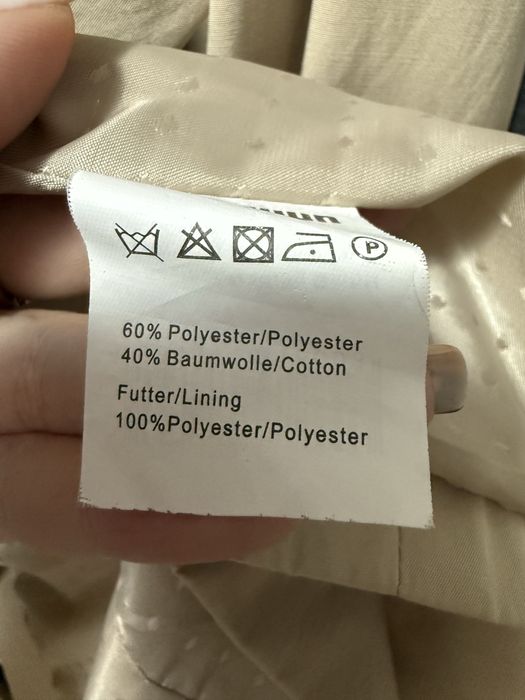 P
60% Polyester/Polyester
40% Baumwolle/Cotton
Futter/Lining
100%Polyester/Polyester